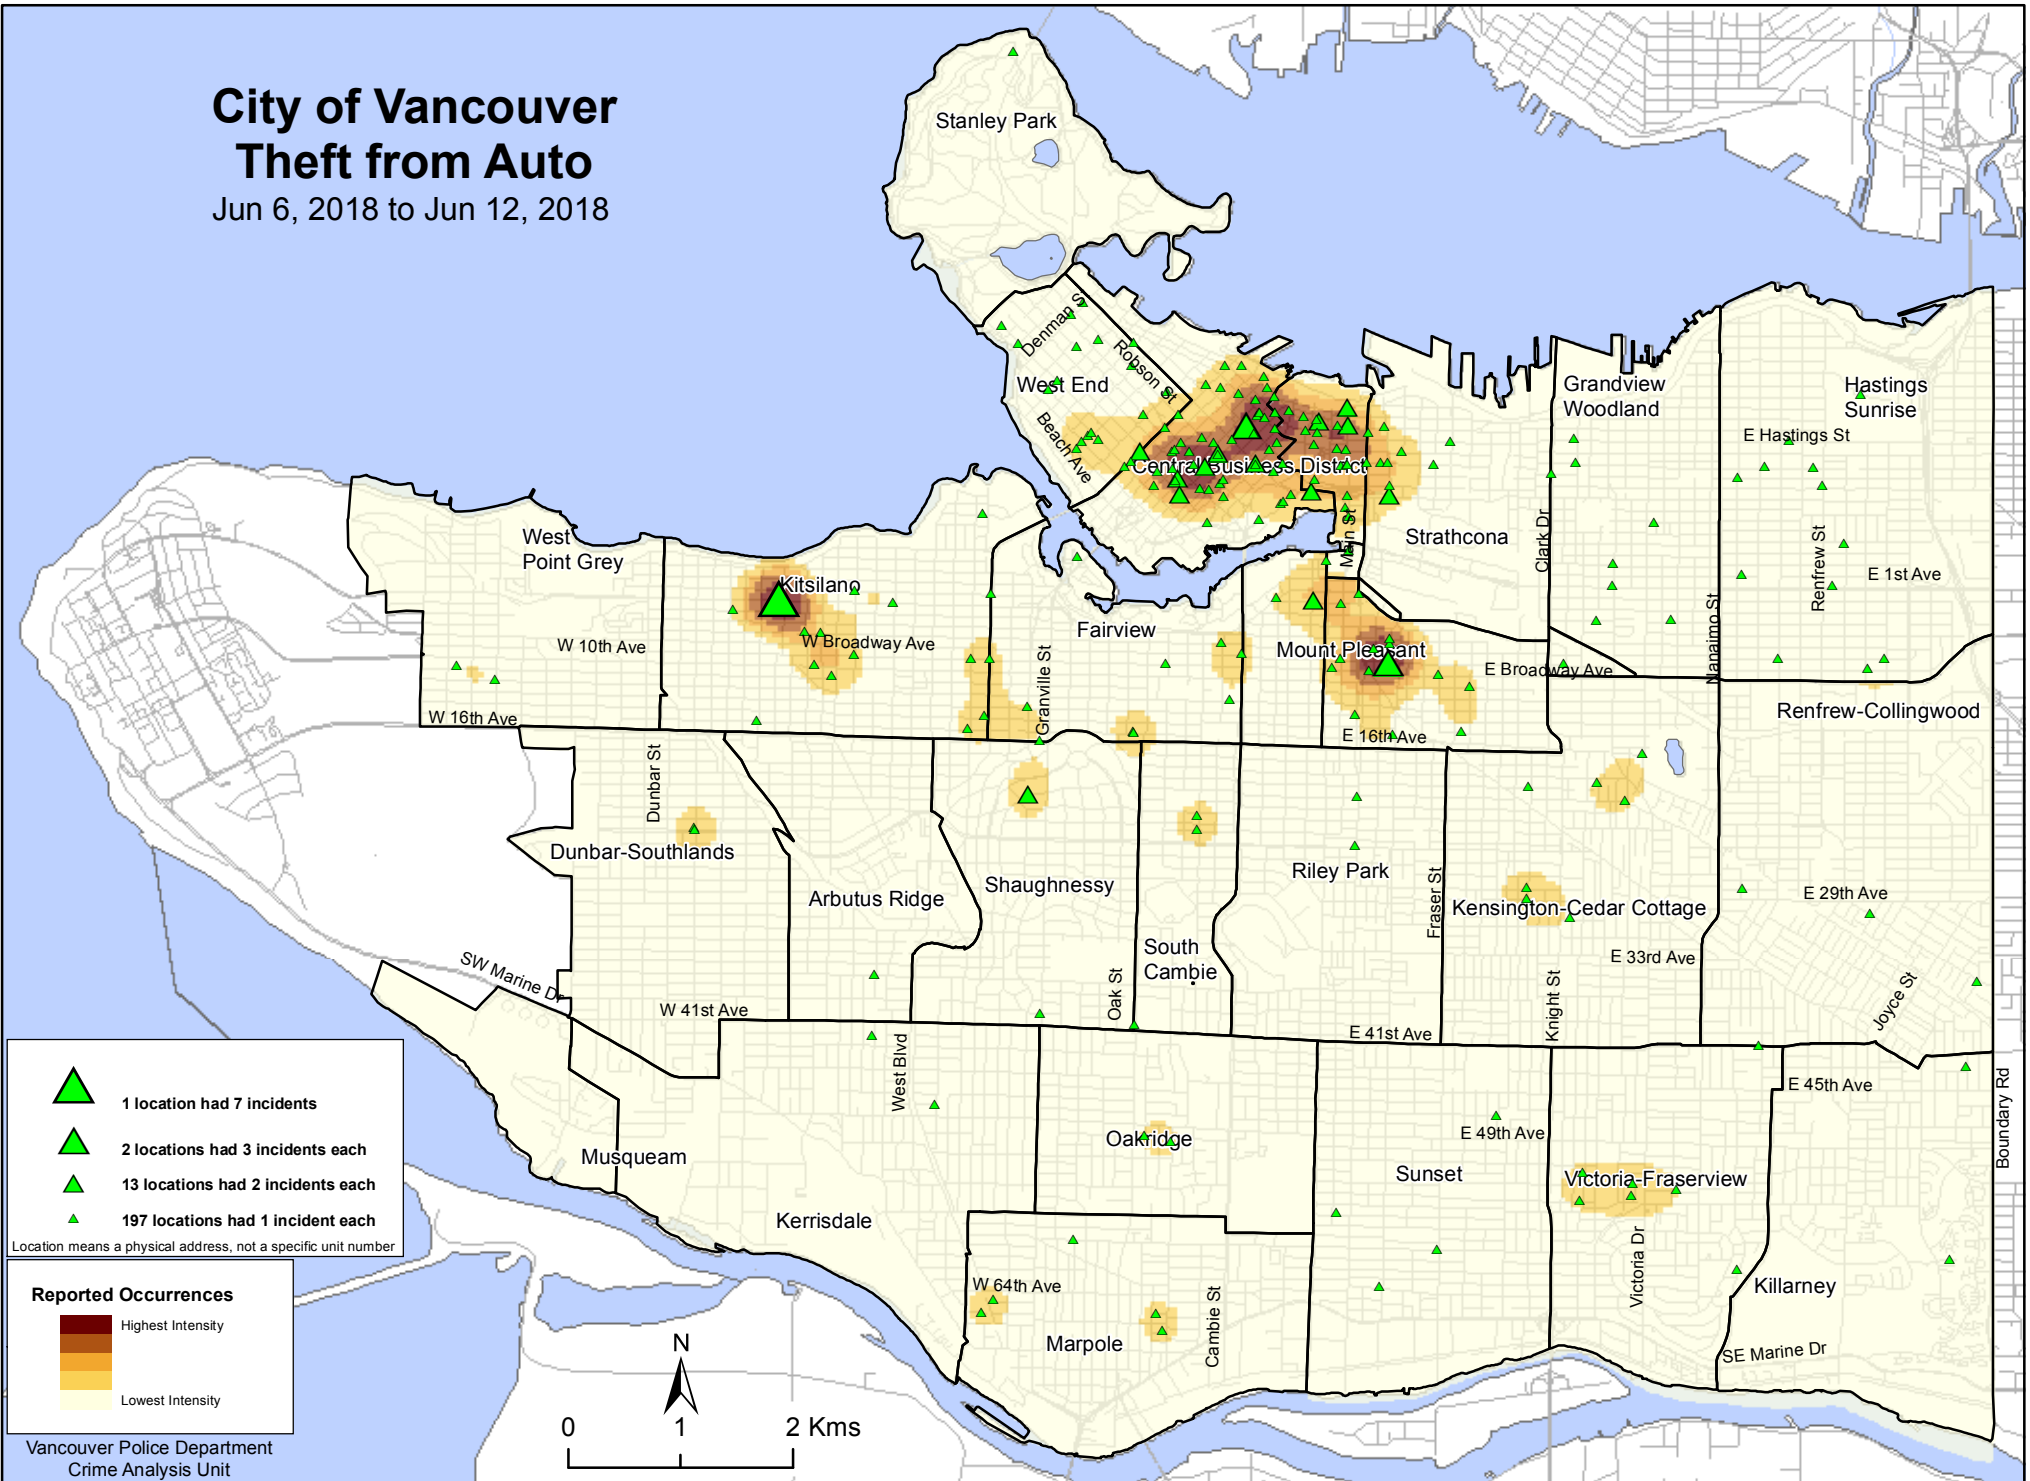 City of Vancouver
Theft from Auto
Jun 6, 2018 to Jun 12, 2018
Stanley Park
Denman St
Robson St
West End
Beach Ave
Central Business District
Grandview
Woodland
Hastings
Sunrise
E Hastings St
West
Point Grey
Kitsilano
Main St
Strathcona
Clark Dr
Renfrew St
E 1st Ave
Nanaimo St
W 10th Ave
W Broadway Ave
Fairview
Granville St
Mount Pleasant
E Broadway Ave
W 16th Ave
E 16th Ave
Renfrew-Collingwood
Dunbar St
Dunbar-Southlands
Arbutus Ridge
Shaughnessy
Riley Park
Fraser St
Kensington-Cedar Cottage
E 29th Ave
South
Cambie
E 33rd Ave
SW Marine Dr
W 41st Ave
Oak St
Knight St
Joyce St
E 41st Ave
West Blvd
E 45th Ave
Boundary Rd
E 49th Ave
Oakridge
Musqueam
Sunset
Victoria-Fraserview
Kerrisdale
Victoria Dr
W 64th Ave
Cambie St
Killarney
Marpole
SE Marine Dr
1 location had 7 incidents
2 locations had 3 incidents each
13 locations had 2 incidents each
197 locations had 1 incident each
Location means a physical address, not a specific unit number
Reported Occurrences
Highest Intensity
Lowest Intensity
N
0 1 2 Kms
Vancouver Police Department
Crime Analysis Unit